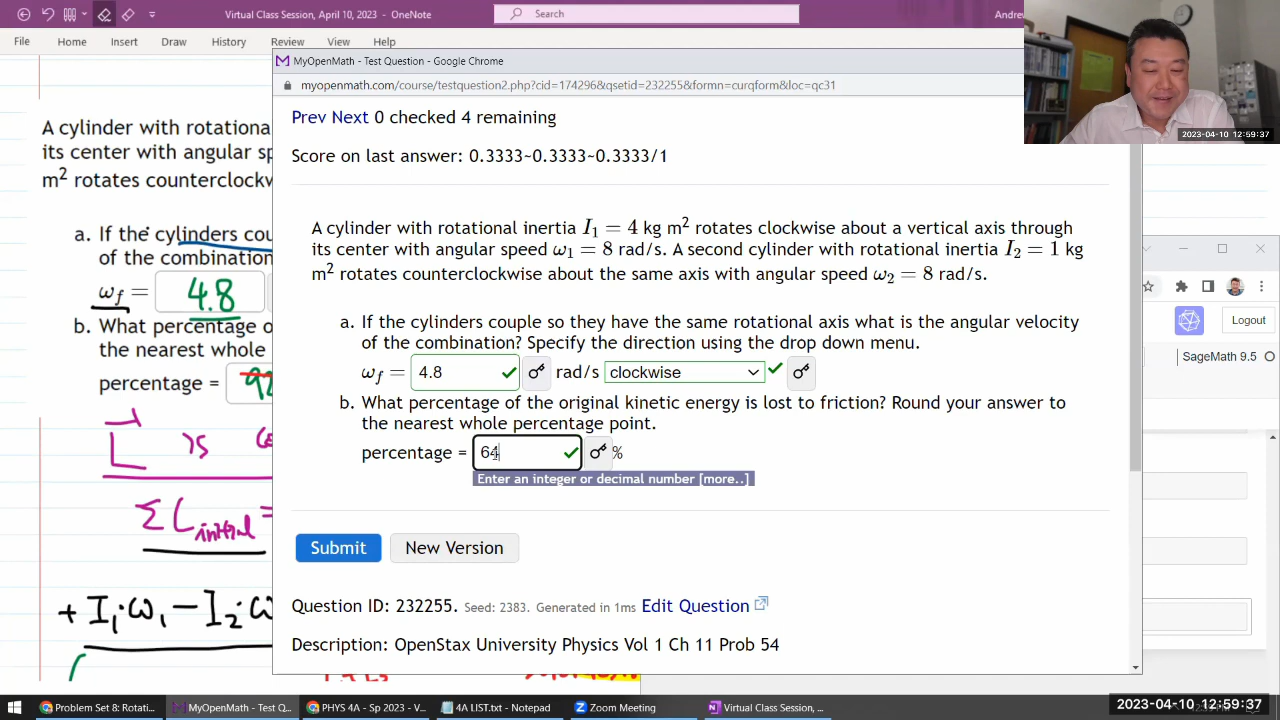 Virtual Class Session, April 10, 2023 - OneNote
Search
Andrew
File Home Insert Draw History Review View Help
MyOpenMath - Test Question - Google Chrome
myopenmath.com/course/testquestion2.php?cid=174296&qsetid=232255&formn=curqform&loc=qc31
2023-04-10 12:59:37
Prev Next 0 checked 4 remaining
Score on last answer: 0.3333~0.3333~0.3333/1
A cylinder with rotational inertia I₁ = 4 kg m² rotates clockwise about a vertical axis through
its center with angular speed ω₁ = 8 rad/s. A second cylinder with rotational inertia I₂ = 1 kg
m² rotates counterclockwise about the same axis with angular speed ω₂ = 8 rad/s.
a. If the cylinders couple so they have the same rotational axis what is the angular velocity
of the combination? Specify the direction using the drop down menu.
ωf = 4.8 rad/s clockwise
b. What percentage of the original kinetic energy is lost to friction? Round your answer to
the nearest whole percentage point.
percentage = 64 %
Enter an integer or decimal number [more..]
Submit New Version
Question ID: 232255. Seed: 2383. Generated in 1ms Edit Question
Description: OpenStax University Physics Vol 1 Ch 11 Prob 54
A cylinder with rotationa
its center with angular sp
m² rotates counterclockw
a. If the cylinders cou
of the combination
ωf = 4.8
b. What percentage o
the nearest whole
percentage =
ΣL initial =
+ I₁·ω₁ − I₂·ω
Logout
SageMath 9.5
Problem Set 8: Rotati...
MyOpenMath - Test Q...
PHYS 4A - Sp 2023 - V...
4A LIST.txt - Notepad
Zoom Meeting
Virtual Class Session, ...
2023-04-10 12:59:37